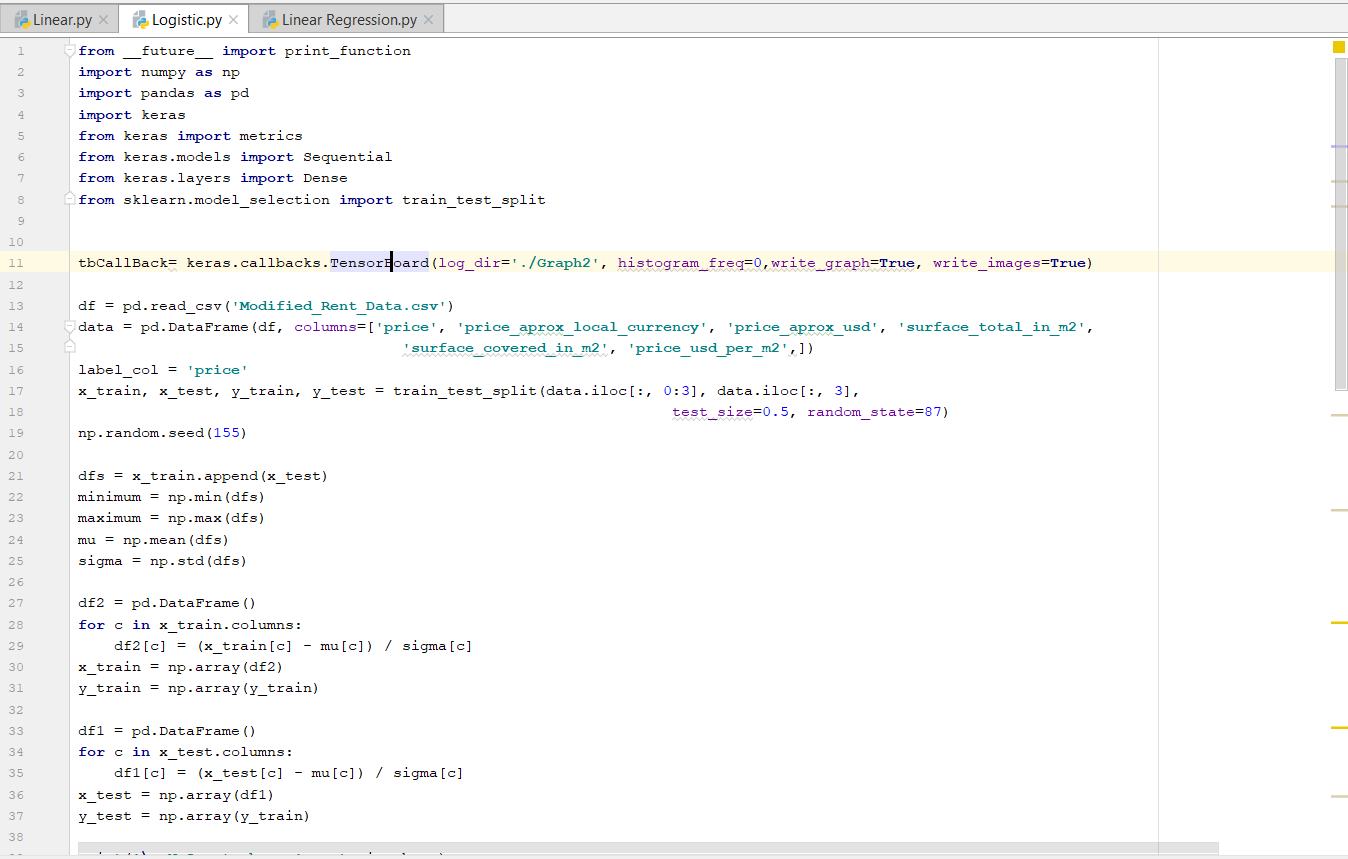 Linear.py Logistic.py Linear Regression.py
1 from __future__ import print_function
2 import numpy as np
3 import pandas as pd
4 import keras
5 from keras import metrics
6 from keras.models import Sequential
7 from keras.layers import Dense
8 from sklearn.model_selection import train_test_split
9
10
11 tbCallBack= keras.callbacks.TensorBoard(log_dir='./Graph2', histogram_freq=0,write_graph=True, write_images=True)
12
13 df = pd.read_csv('Modified_Rent_Data.csv')
14 data = pd.DataFrame(df, columns=['price', 'price_aprox_local_currency', 'price_aprox_usd', 'surface_total_in_m2',
15 'surface_covered_in_m2', 'price_usd_per_m2',])
16 label_col = 'price'
17 x_train, x_test, y_train, y_test = train_test_split(data.iloc[:, 0:3], data.iloc[:, 3],
18 test_size=0.5, random_state=87)
19 np.random.seed(155)
20
21 dfs = x_train.append(x_test)
22 minimum = np.min(dfs)
23 maximum = np.max(dfs)
24 mu = np.mean(dfs)
25 sigma = np.std(dfs)
26
27 df2 = pd.DataFrame()
28 for c in x_train.columns:
29 df2[c] = (x_train[c] - mu[c]) / sigma[c]
30 x_train = np.array(df2)
31 y_train = np.array(y_train)
32
33 df1 = pd.DataFrame()
34 for c in x_test.columns:
35 df1[c] = (x_test[c] - mu[c]) / sigma[c]
36 x_test = np.array(df1)
37 y_test = np.array(y_train)
38